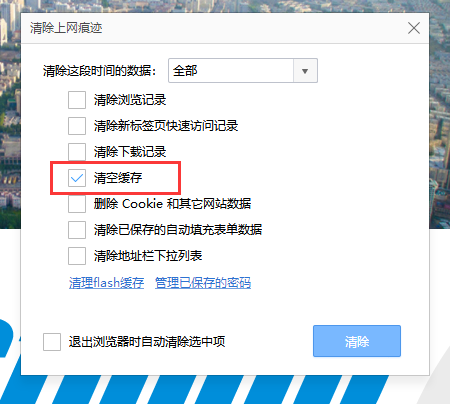 清除上网痕迹
清除这段时间的数据： 全部
清除浏览记录
清除新标签页快速访问记录
清除下载记录
清空缓存
删除 Cookie 和其它网站数据
清除已保存的自动填充表单数据
清除地址栏下拉列表
清理flash缓存 管理已保存的密码
退出浏览器时自动清除选中项 清除